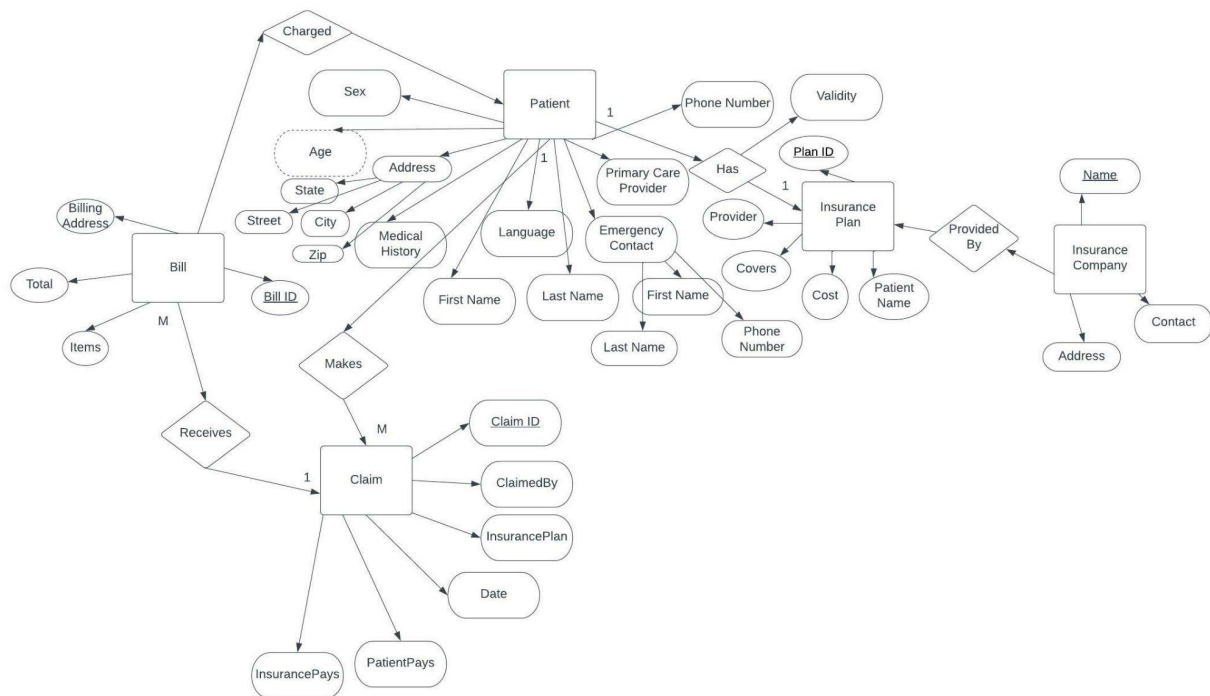 Charged
Sex
Patient
Phone Number
Validity
1
Age
Address
1
Primary Care
Provider
Has
Plan ID
Name
State
Street
City
Zip
Medical
History
Language
Emergency
Contact
1
Provider
Insurance
Plan
Provided
By
Insurance
Company
Billing
Address
Bill
Total
Bill ID
Items
M
First Name
Last Name
First Name
Last Name
Phone
Number
Covers
Cost
Patient
Name
Contact
Address
Makes
Receives
M
1
Claim
Claim ID
ClaimedBy
InsurancePlan
Date
PatientPays
InsurancePays